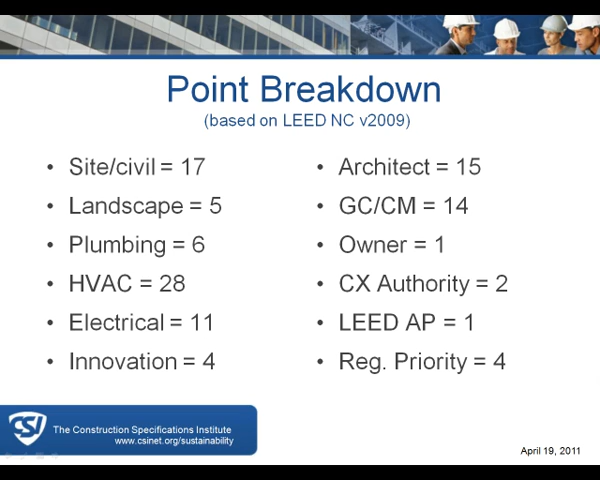 Point Breakdown
(based on LEED NC v2009)
• Site/civil = 17
• Landscape = 5
• Plumbing = 6
• HVAC = 28
• Electrical = 11
• Innovation = 4
• Architect = 15
• GC/CM = 14
• Owner = 1
• CX Authority = 2
• LEED AP = 1
• Reg. Priority = 4
CSI
The Construction Specifications Institute
www.csinet.org/sustainability
April 19, 2011